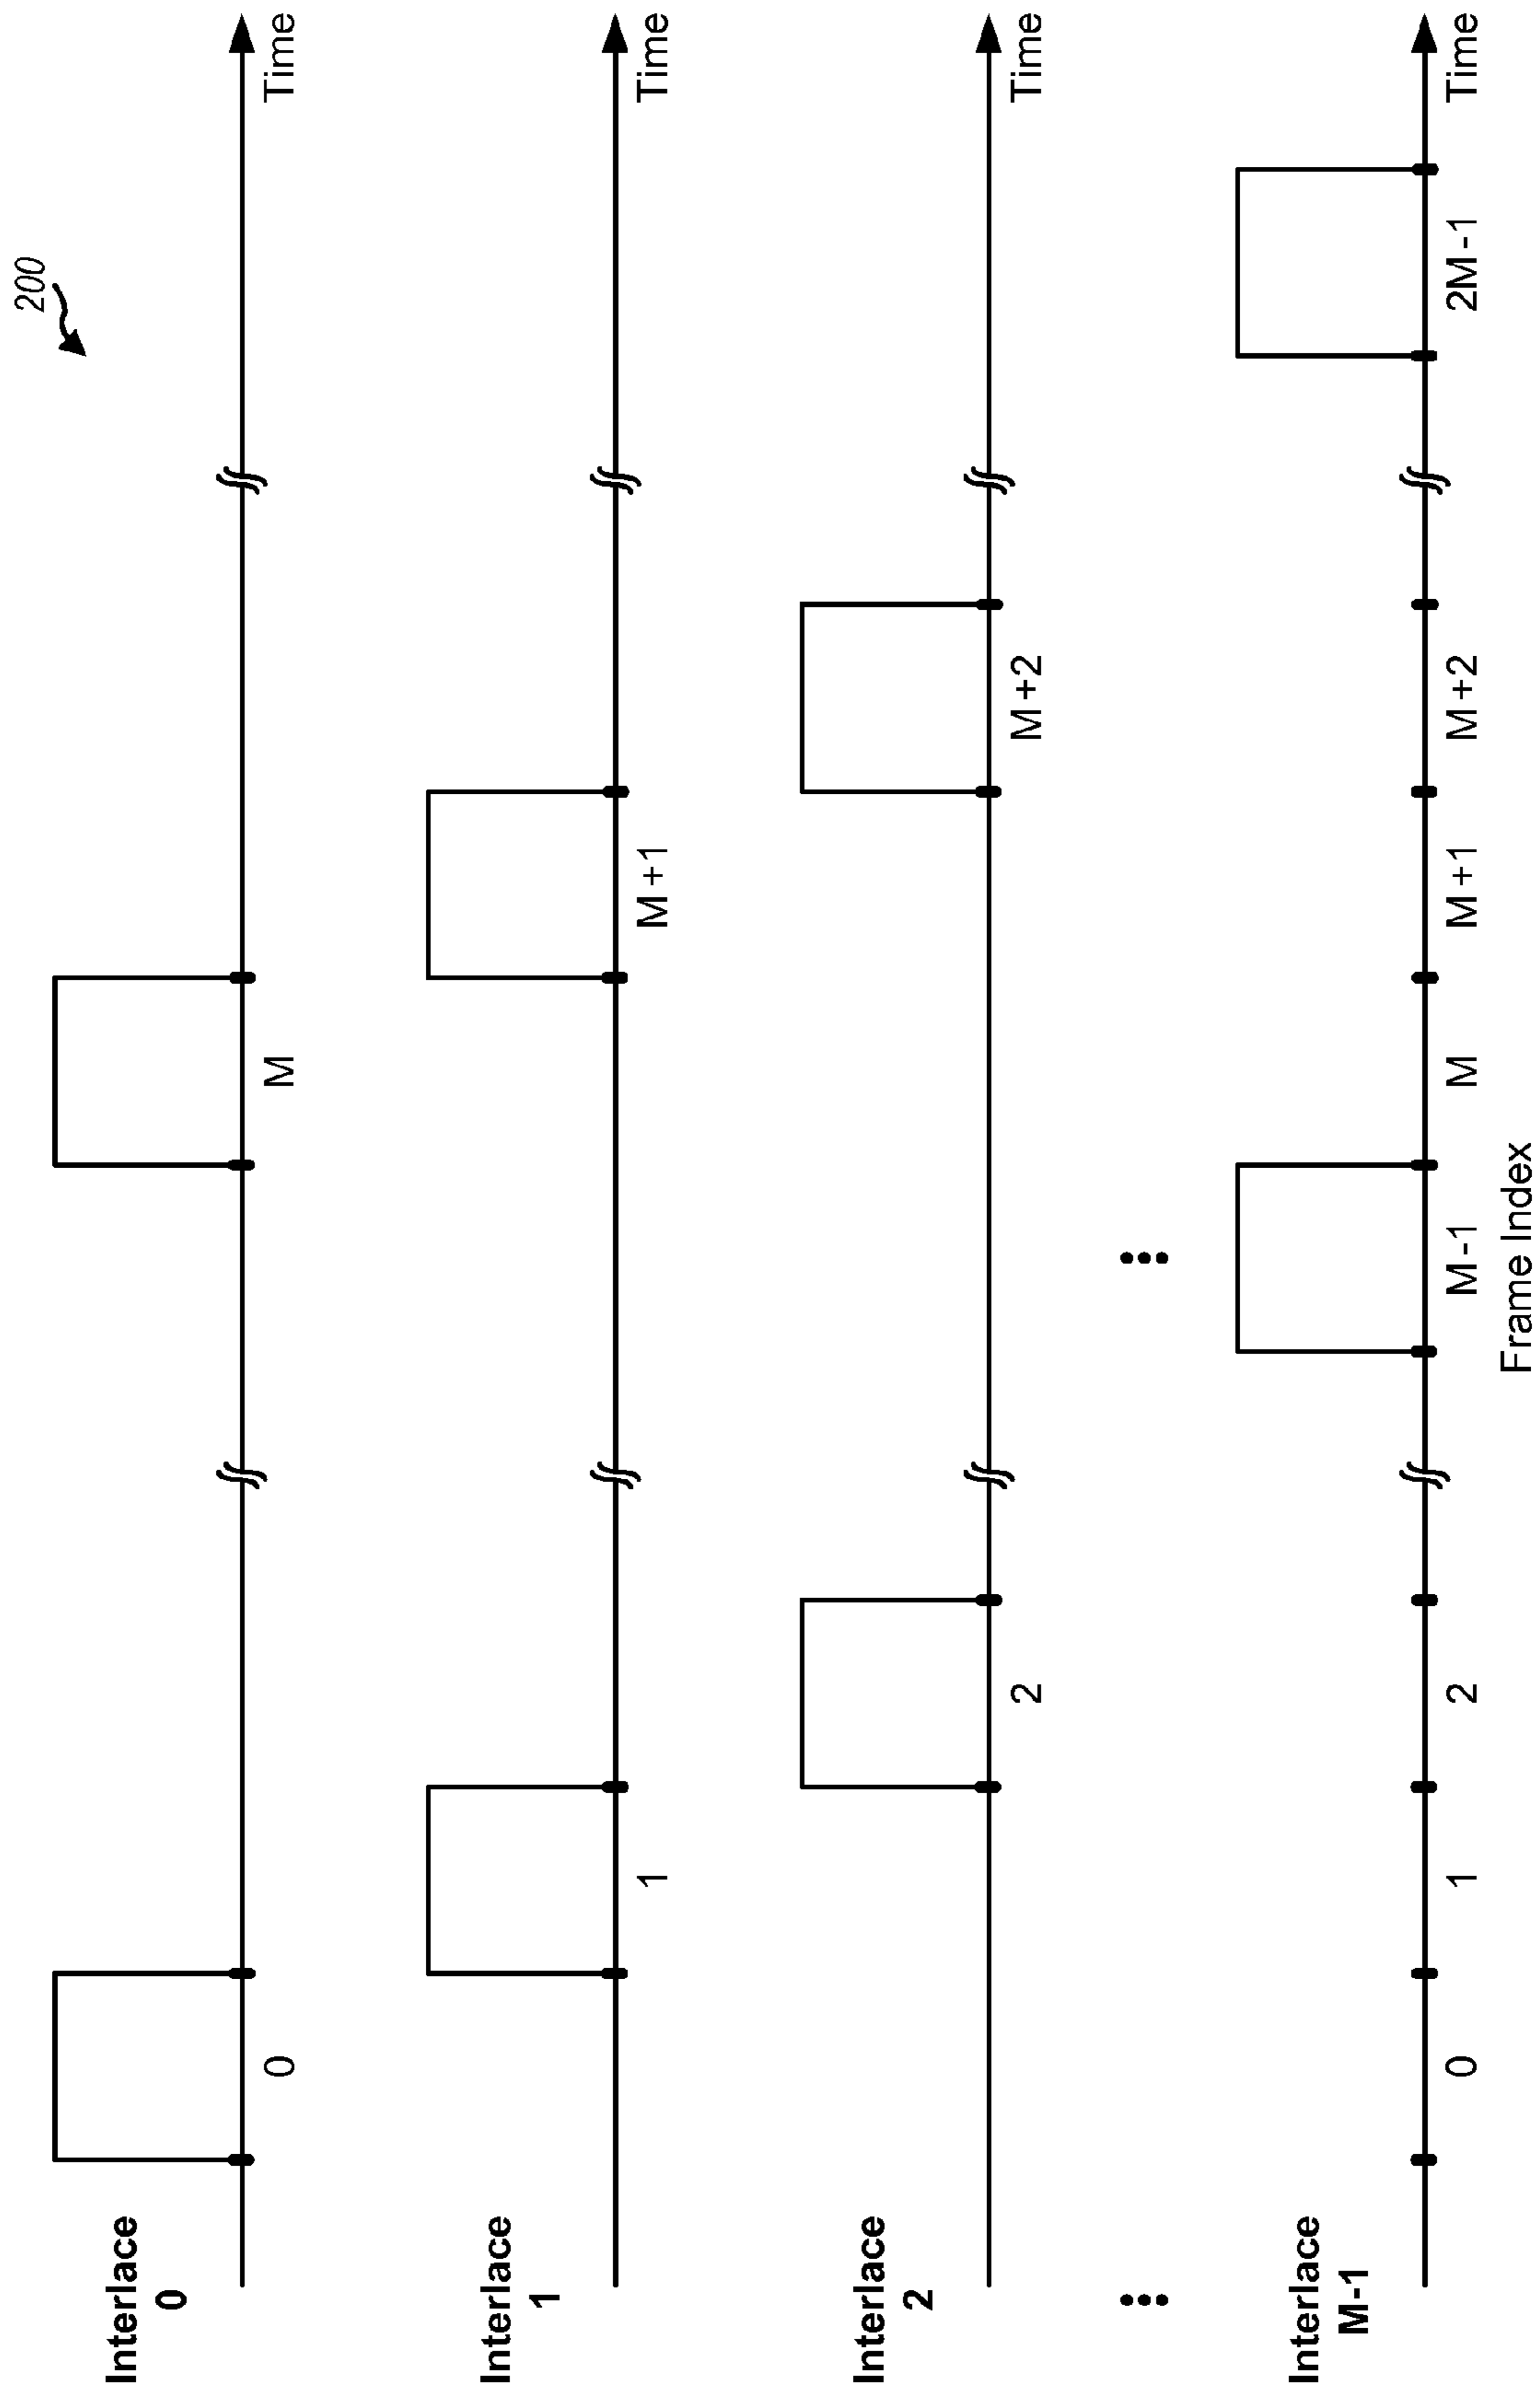 200
Interlace
0
0
M
Time
Interlace
1
1
M+1
Time
Interlace
2
2
M+2
Time
Interlace
M-1
0
1
2
M-1
M
M+1
M+2
2M-1
Time
Frame Index